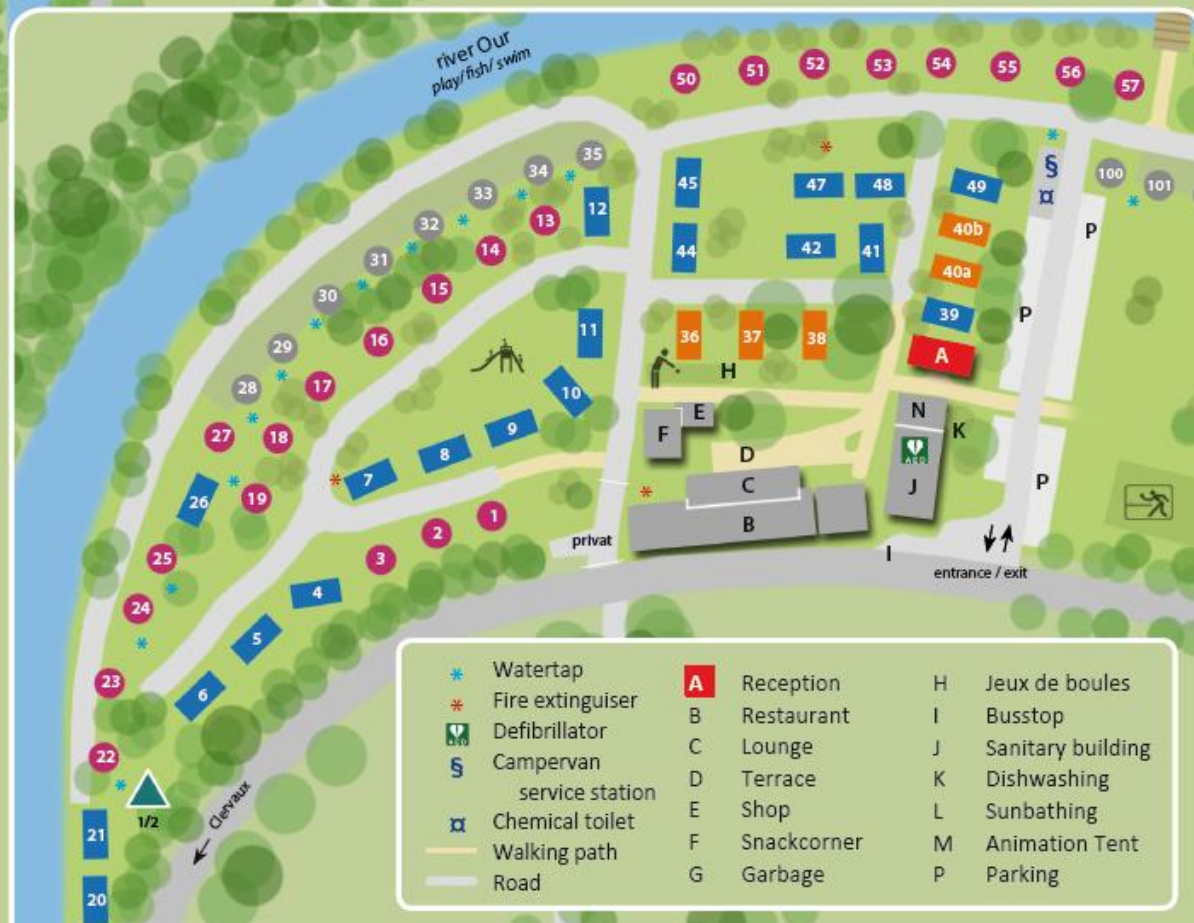 river Our
play/fish/ swim
50
51
52
53
54
55
56
57
35
34
33
32
31
30
29
28
13
14
15
16
17
18
27
19
26
25
24
23
22
12
11
10
9
8
7
1
2
3
4
5
6
21
20
1/2
45
47
48
49
44
42
41
40b
40a
39
36
37
38
A
§
¤
100
101
P
P
P
H
E
F
D
C
B
N
K
AED
J
I
privat
entrance / exit
← Clervaux
* Watertap
* Fire extinguiser
AED Defibrillator
§ Campervan
service station
¤ Chemical toilet
Walking path
Road
A Reception
B Restaurant
C Lounge
D Terrace
E Shop
F Snackcorner
G Garbage
H Jeux de boules
I Busstop
J Sanitary building
K Dishwashing
L Sunbathing
M Animation Tent
P Parking